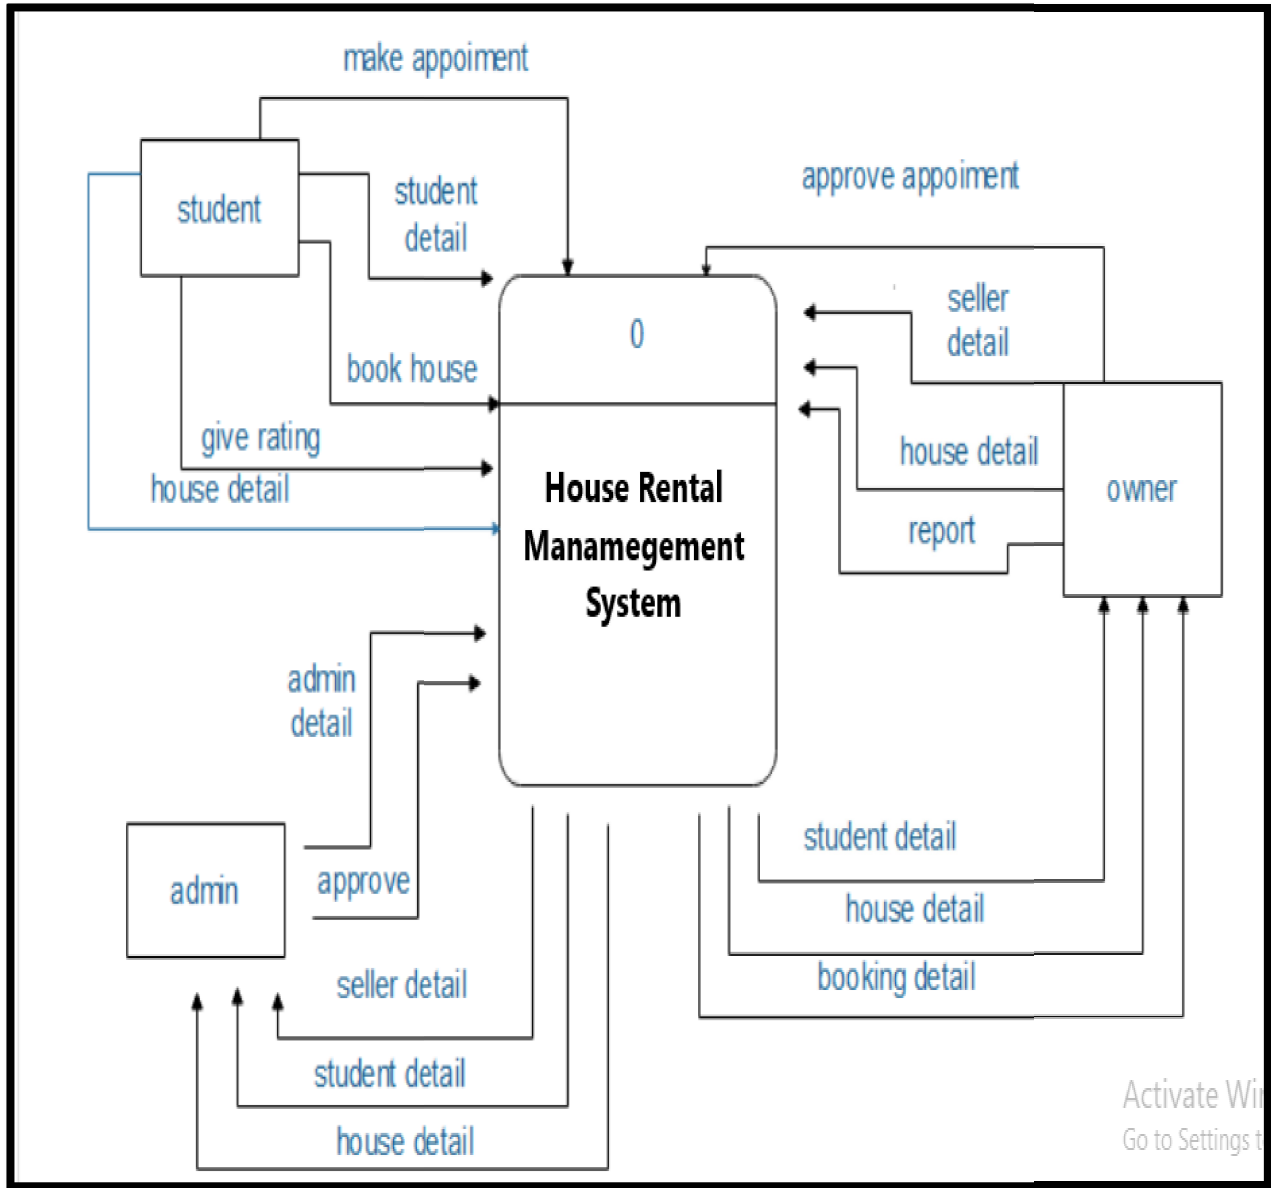 make appoiment
student
student
detail
approve appoiment
seller
detail
0
book house
give rating
house detail
house detail
owner
report
House Rental
Manamegement
System
admin
detail
admin
approve
student detail
house detail
booking detail
seller detail
student detail
house detail
Activate Wi
Go to Settings t